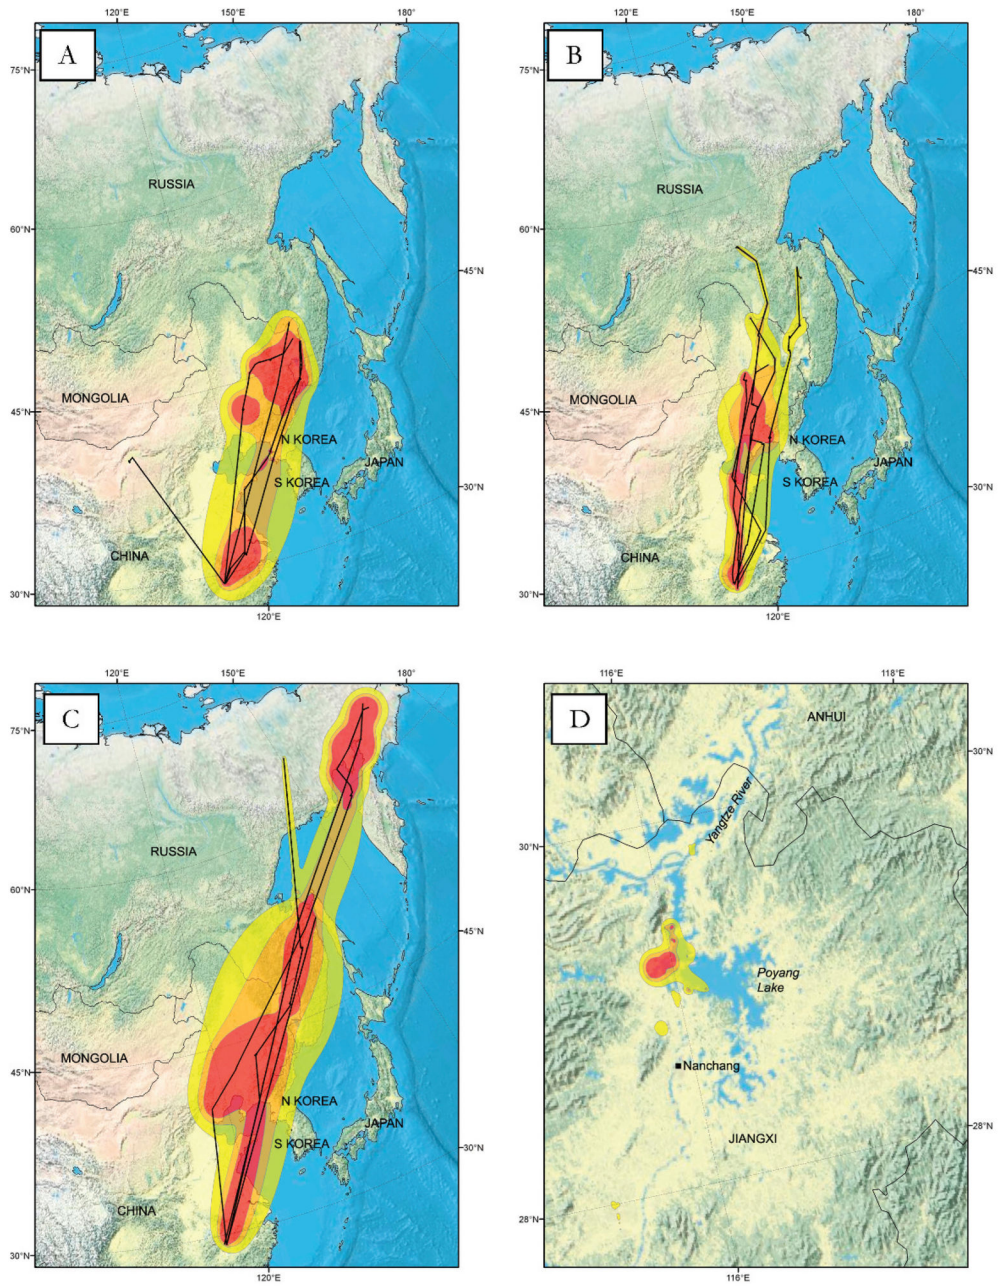 120°E 150°E 180°
A
75°N
RUSSIA
60°N
45°N
MONGOLIA
45°N
N KOREA
JAPAN
S KOREA
30°N
CHINA
30°N
120°E
120°E 150°E 180°
B
75°N
RUSSIA
60°N
45°N
MONGOLIA
45°N
N KOREA
JAPAN
S KOREA
30°N
CHINA
30°N
120°E
120°E 150°E 180°
C
75°N
RUSSIA
60°N
45°N
MONGOLIA
45°N
N KOREA
JAPAN
S KOREA
30°N
CHINA
30°N
120°E
116°E 118°E
D
ANHUI
30°N
Yangtze River
30°N
Poyang
Lake
Nanchang
JIANGXI
28°N
28°N
116°E